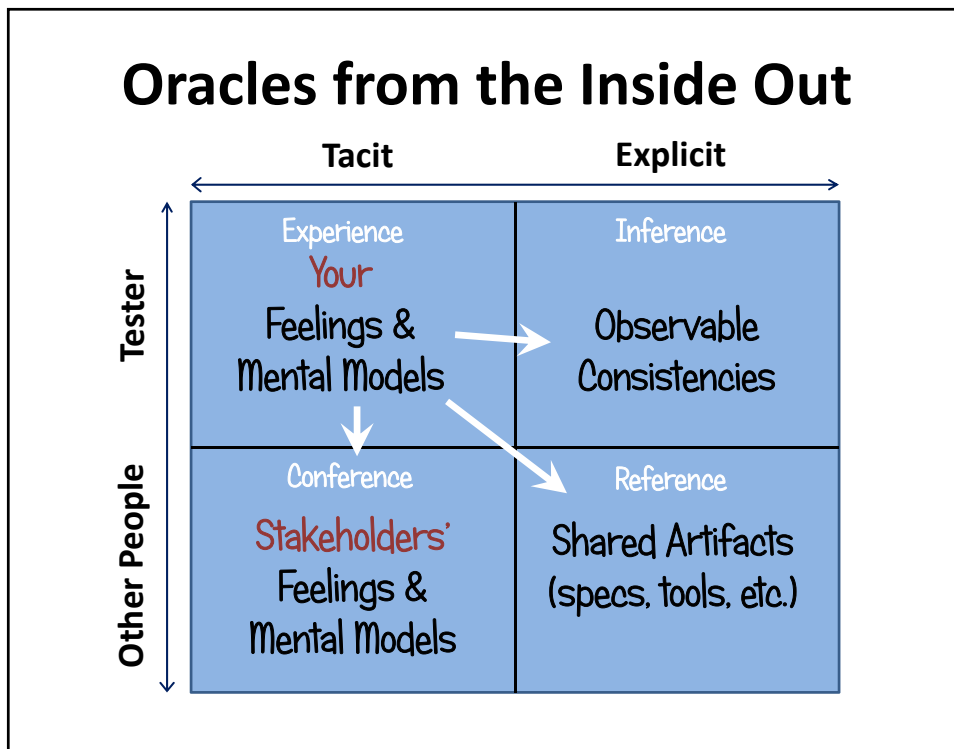 Oracles from the Inside Out
Tacit
Explicit
Tester
Experience
Your
Feelings &
Mental Models
Inference
Observable
Consistencies
Other People
Conference
Stakeholders’
Feelings &
Mental Models
Reference
Shared Artifacts
(specs, tools, etc.)